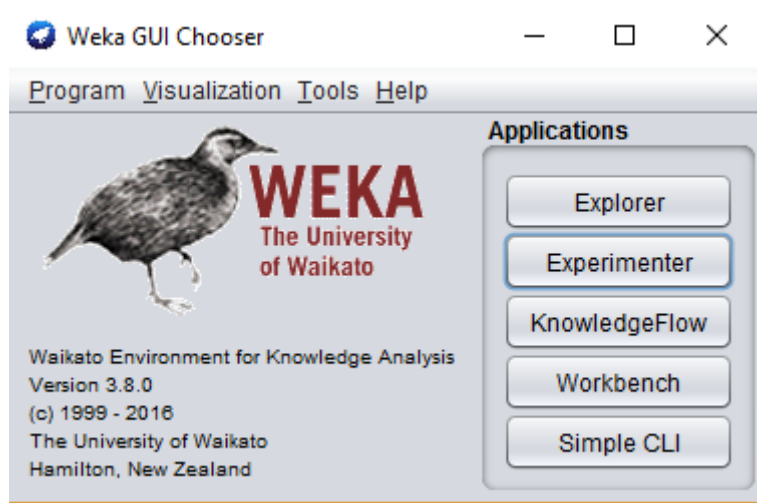 Weka GUI Chooser
Program Visualization Tools Help
WEKA
The University
of Waikato
Waikato Environment for Knowledge Analysis
Version 3.8.0
(c) 1999 - 2016
The University of Waikato
Hamilton, New Zealand
Applications
Explorer
Experimenter
KnowledgeFlow
Workbench
Simple CLI